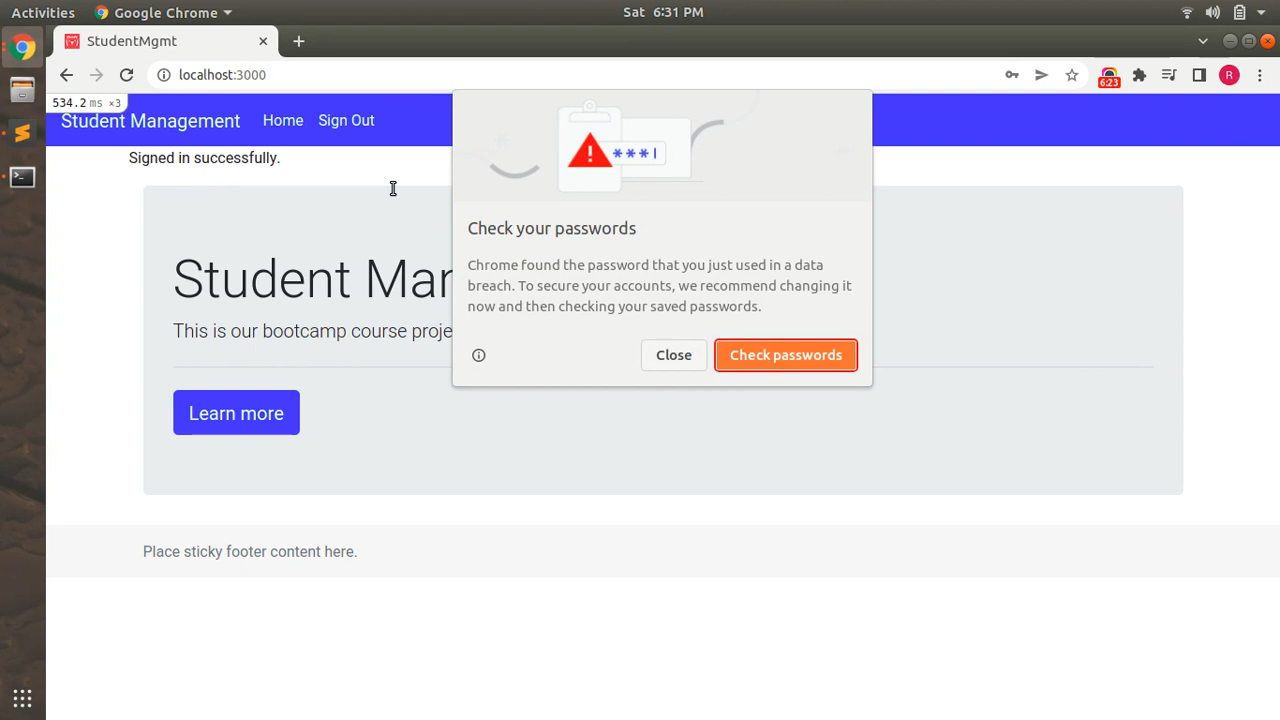 Activities
Google Chrome
Sat 6:31 PM
StudentMgmt
localhost:3000
6:23
R
534.2 ms ×3
Student Management
Home
Sign Out
Signed in successfully.
***
Check your passwords
Chrome found the password that you just used in a data
breach. To secure your accounts, we recommend changing it
now and then checking your saved passwords.
Close
Check passwords
Student Man
This is our bootcamp course proje
Learn more
Place sticky footer content here.